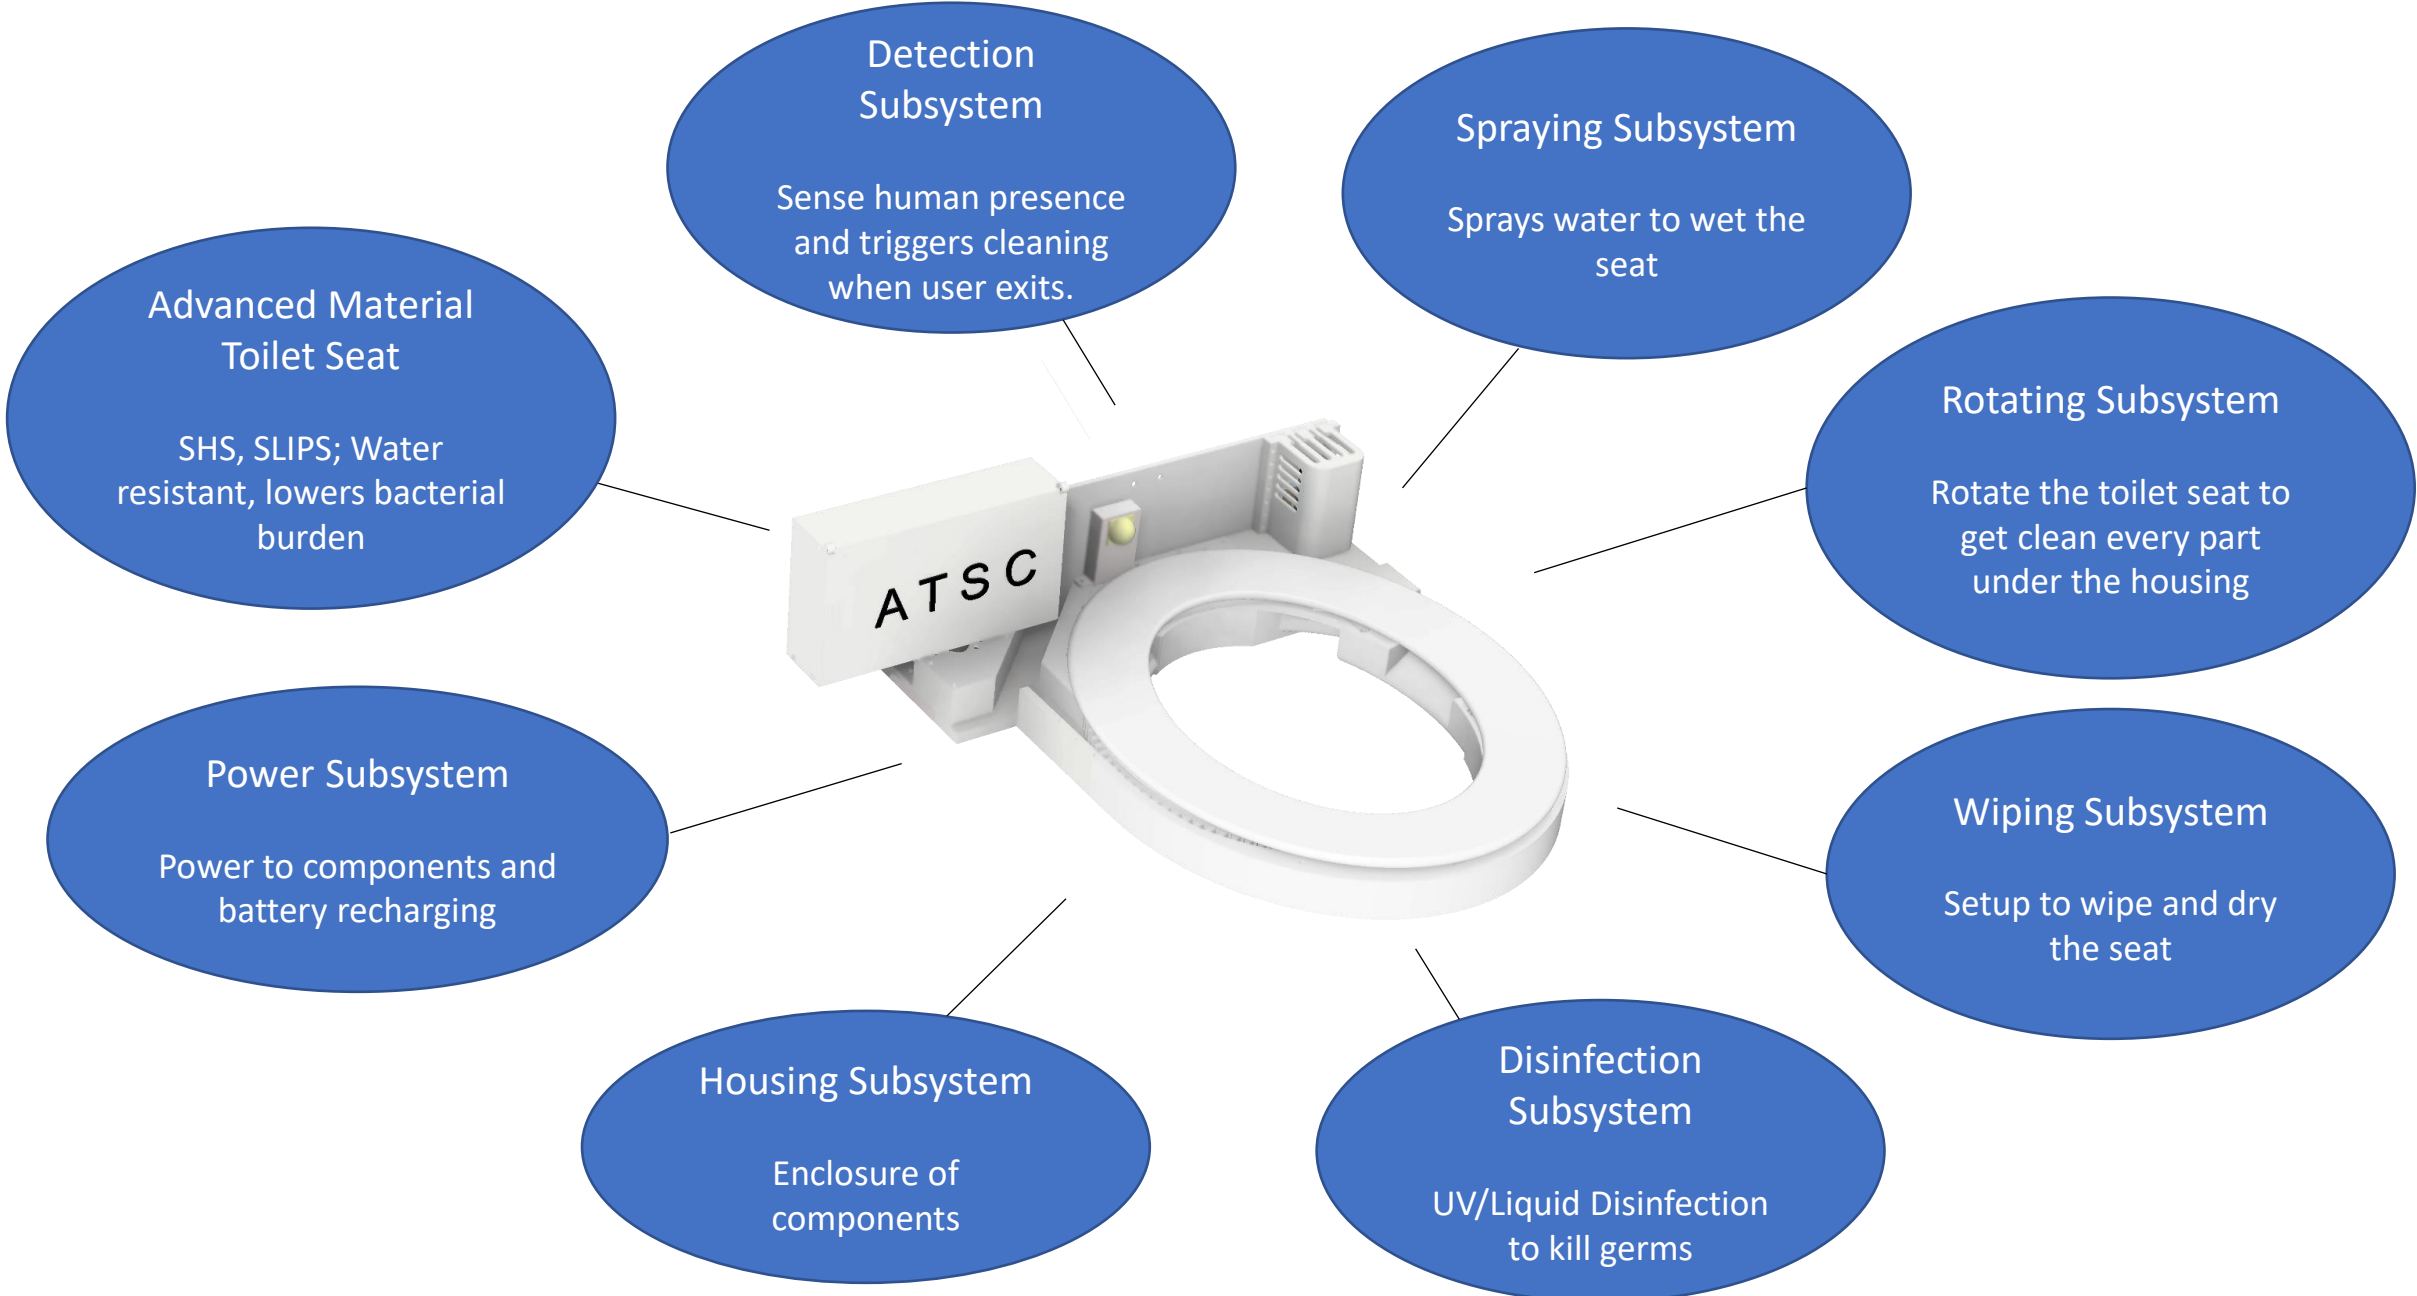 Detection
Subsystem
Sense human presence
and triggers cleaning
when user exits.
Spraying Subsystem
Sprays water to wet the
seat
Advanced Material
Toilet Seat
SHS, SLIPS; Water
resistant, lowers bacterial
burden
Rotating Subsystem
Rotate the toilet seat to
get clean every part
under the housing
ATSC
Power Subsystem
Power to components and
battery recharging
Wiping Subsystem
Setup to wipe and dry
the seat
Housing Subsystem
Enclosure of
components
Disinfection
Subsystem
UV/Liquid Disinfection
to kill germs